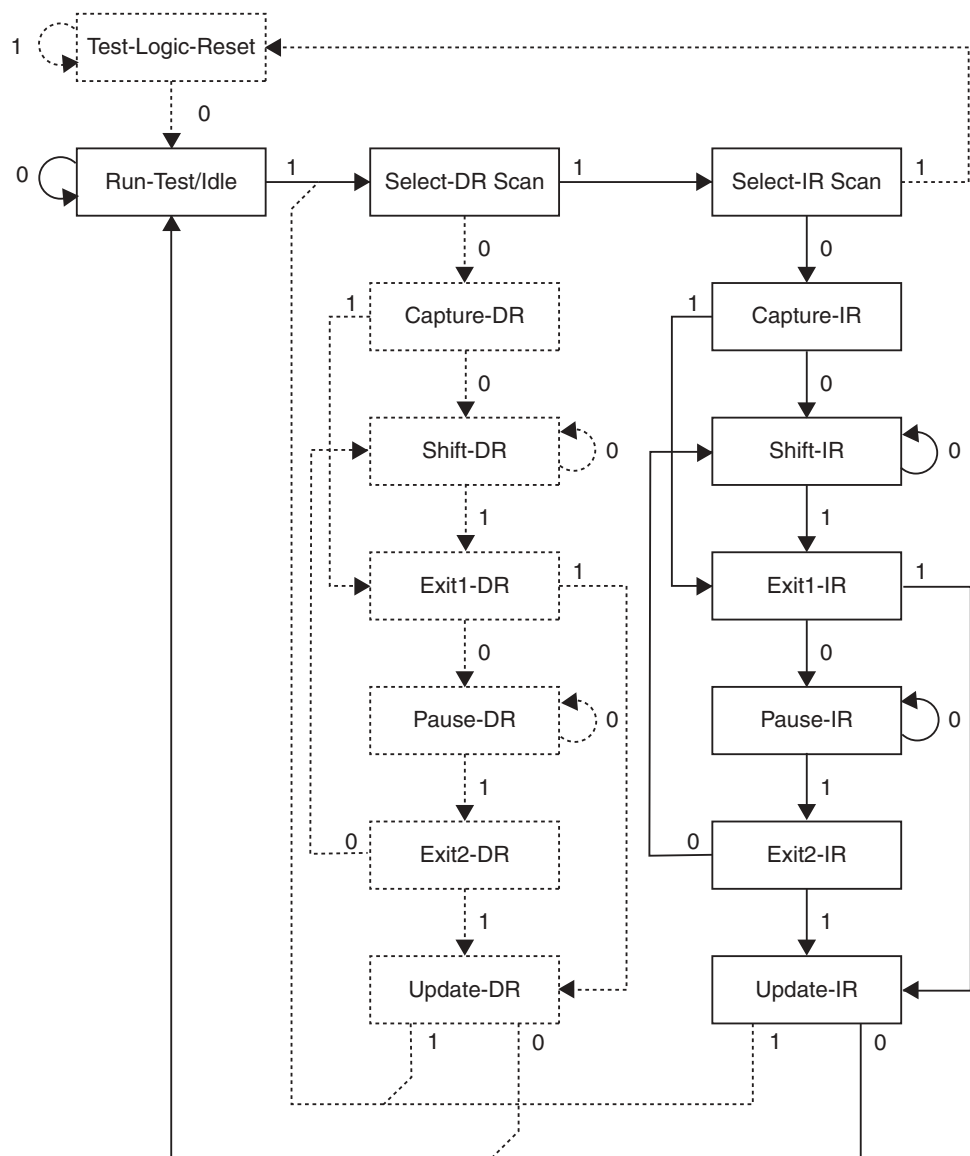 1
Test-Logic-Reset
0
0
Run-Test/Idle
1
Select-DR Scan
1
Select-IR Scan
1
0
0
1
Capture-DR
1
Capture-IR
0
0
Shift-DR
0
Shift-IR
0
1
1
Exit1-DR
1
Exit1-IR
1
0
0
Pause-DR
0
Pause-IR
0
1
1
0
Exit2-DR
0
Exit2-IR
1
1
Update-DR
Update-IR
1
0
1
0